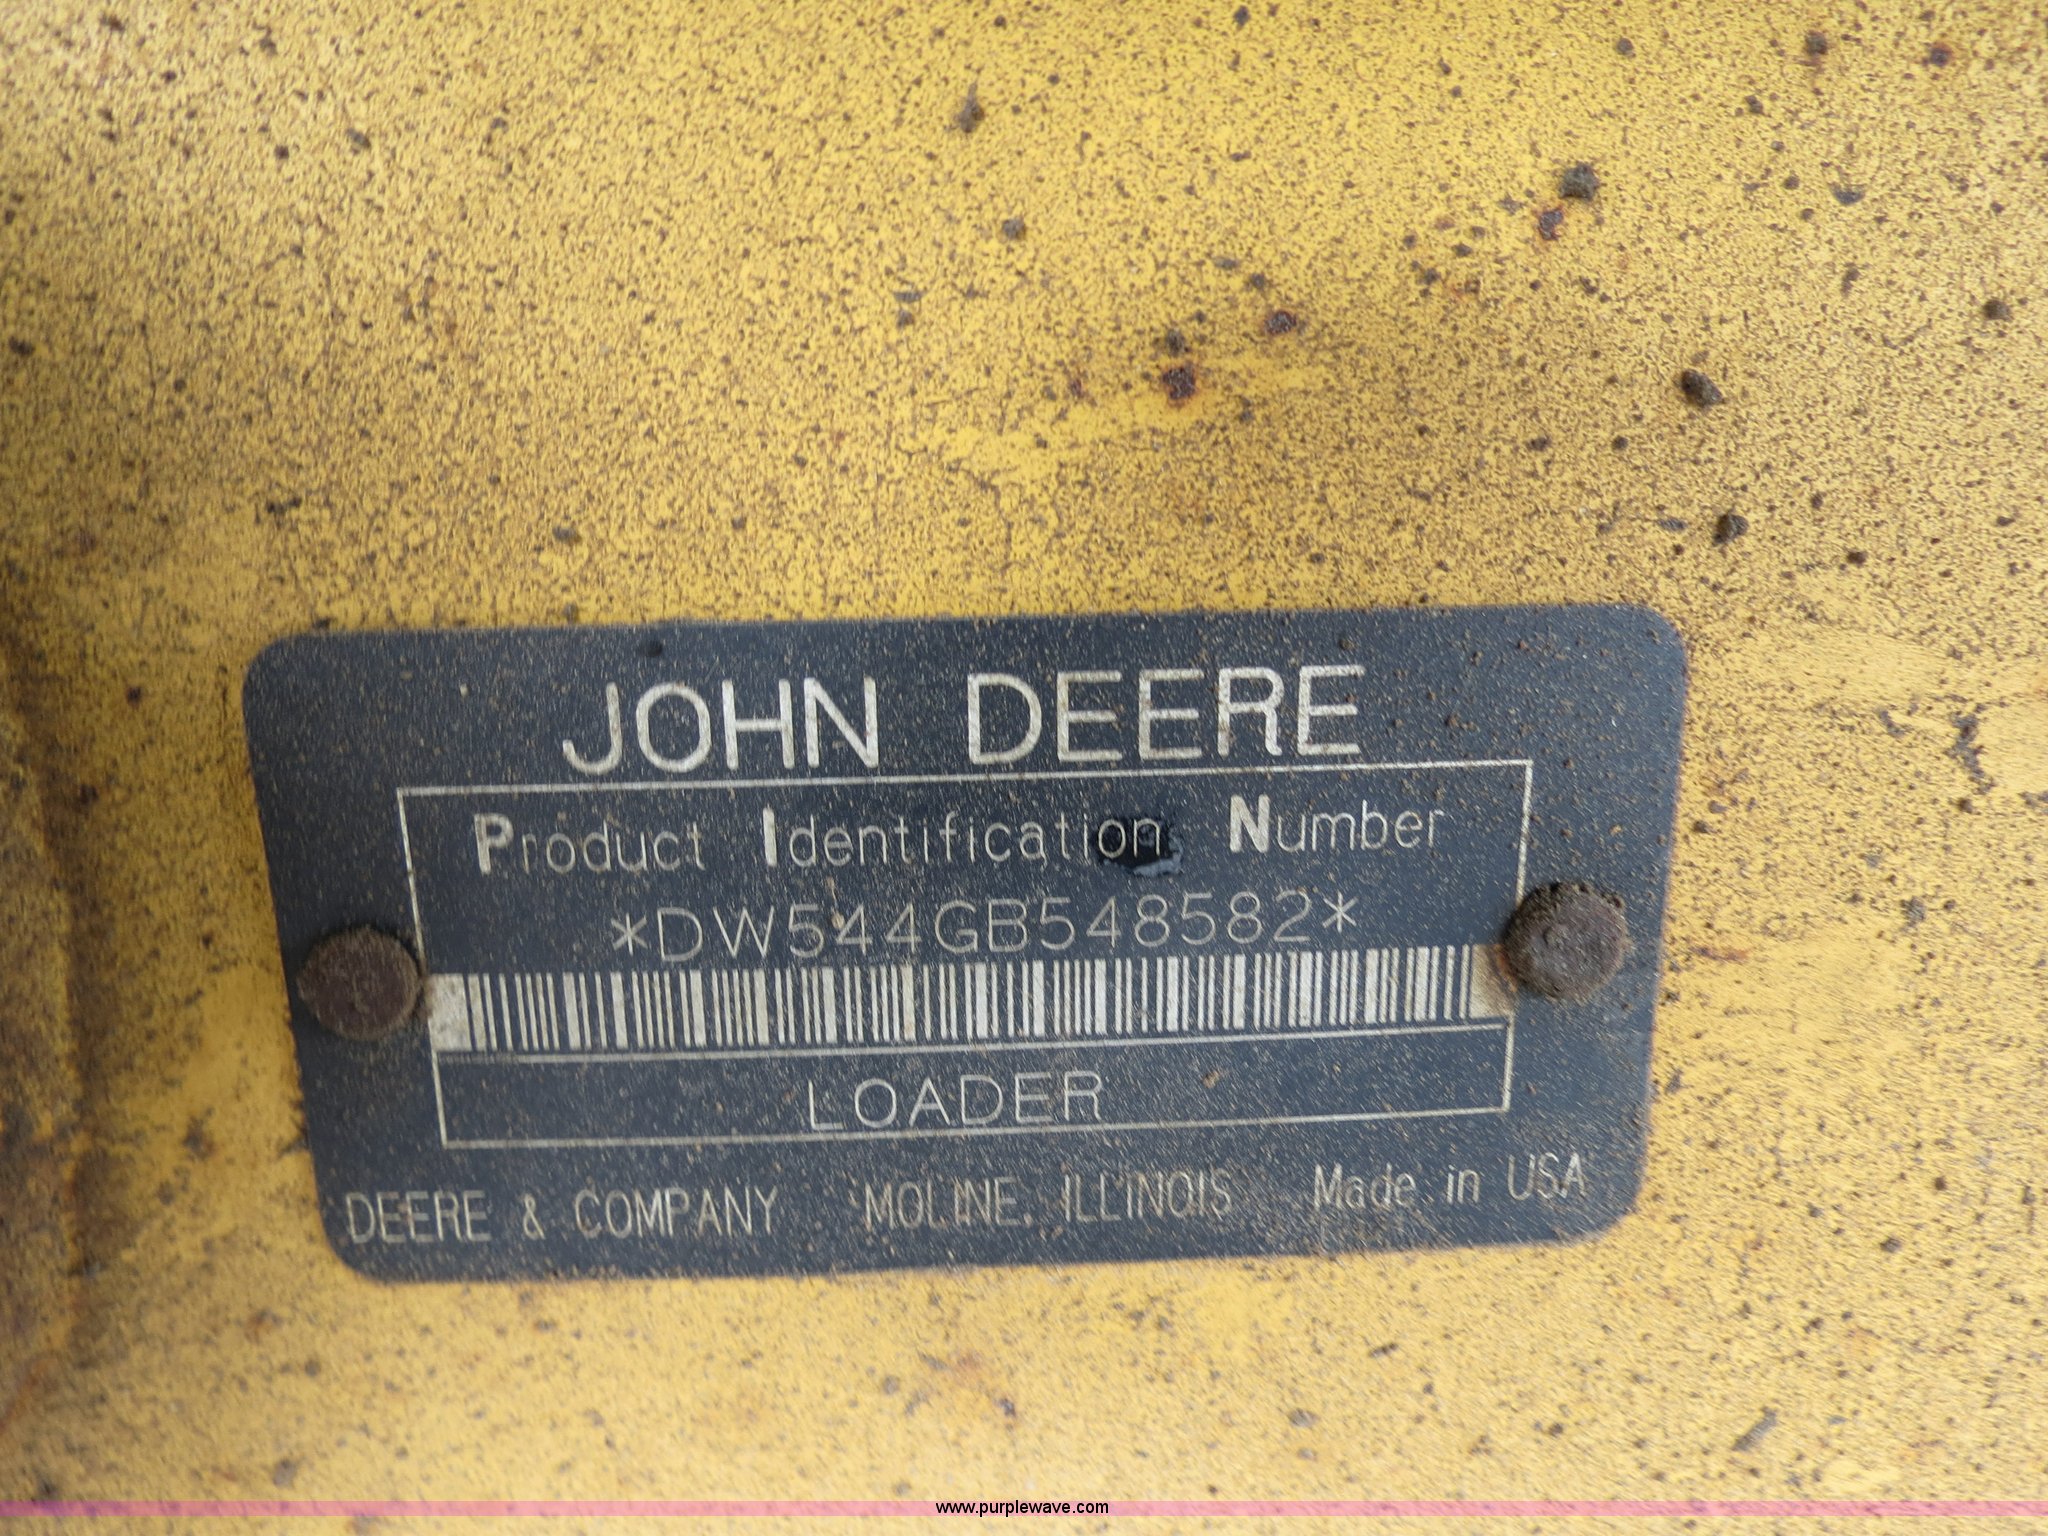 JOHN DEERE
Product Identification Number
*DW544GB548582*
LOADER
DEERE & COMPANY MOLINE, ILLINOIS Made in USA
www.purplewave.com